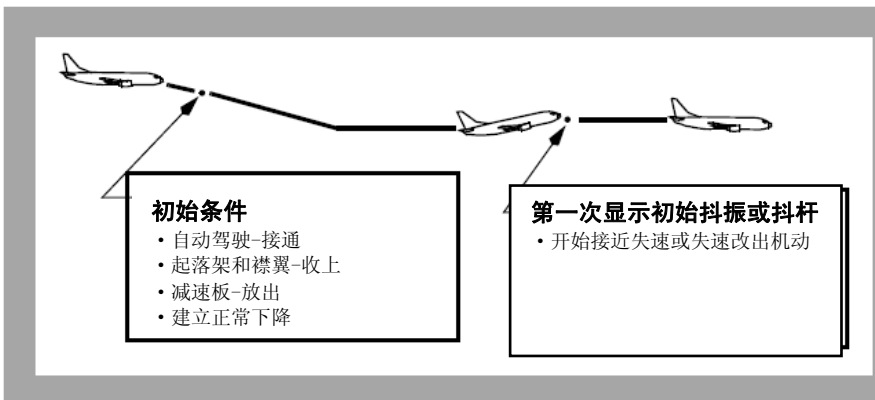 初始条件
・自动驾驶-接通
・起落架和襟翼-收上
・减速板-放出
・建立正常下降
第一次显示初始抖振或抖杆
・开始接近失速或失速改出机动